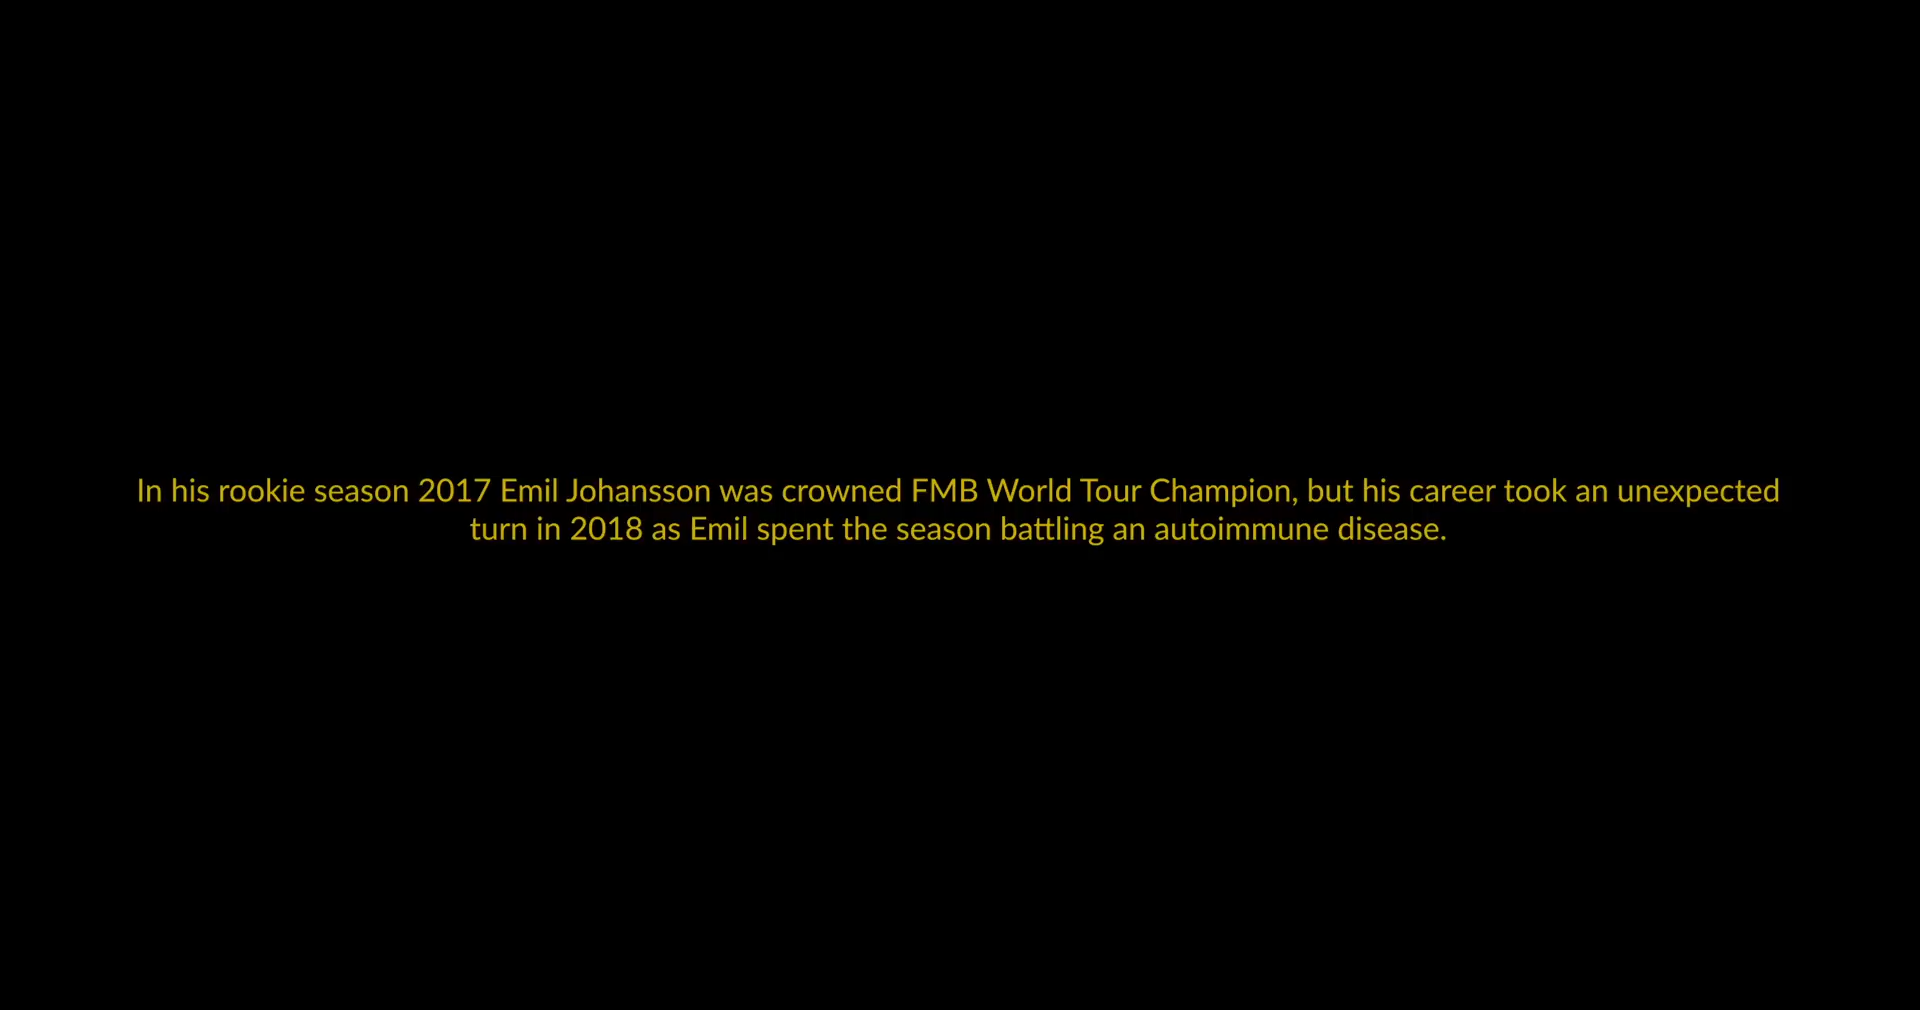 In his rookie season 2017 Emil Johansson was crowned FMB World Tour Champion, but his career took an unexpected
turn in 2018 as Emil spent the season battling an autoimmune disease.